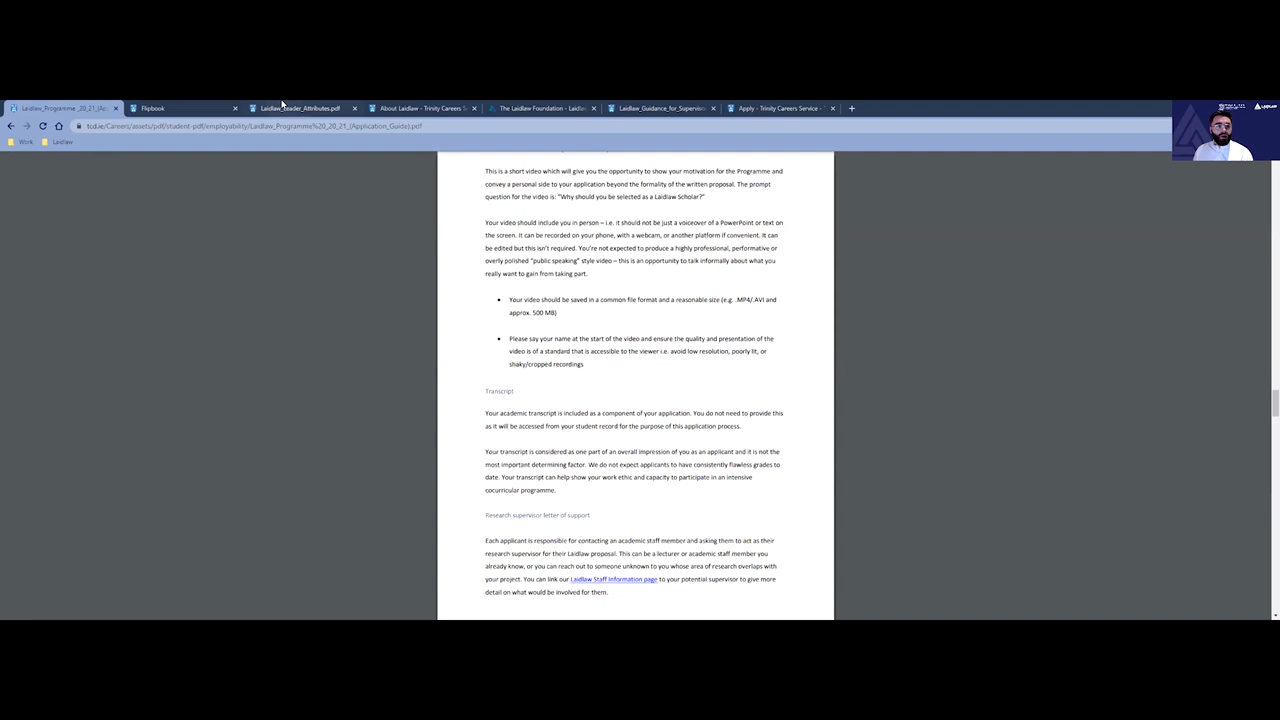 Laidlaw_Programme _20_21_(Ap
Flipbook
Laidlaw_Leader_Attributes.pdf
About Laidlaw - Trinity Careers S
The Laidlaw Foundation - Laidla
Laidlaw_Guidance_for_Supervis
Apply - Trinity Careers Service -
tcd.ie/Careers/assets/pdf/student-pdf/employability/Laidlaw_Programme%20_20_21_(Application_Guide).pdf
Work
Laidlaw
This is a short video which will give you the opportunity to show your motivation for the Programme and
convey a personal side to your application beyond the formality of the written proposal. The prompt
question for the video is: "Why should you be selected as a Laidlaw Scholar?"
Your video should include you in person – i.e. it should not be just a voiceover of a PowerPoint or text on
the screen. It can be recorded on your phone, with a webcam, or another platform if convenient. It can
be edited but this isn't required. You're not expected to produce a highly professional, performative or
overly polished "public speaking" style video – this is an opportunity to talk informally about what you
really want to gain from taking part.
• Your video should be saved in a common file format and a reasonable size (e.g. .MP4/.AVI and
approx. 500 MB)
• Please say your name at the start of the video and ensure the quality and presentation of the
video is of a standard that is accessible to the viewer i.e. avoid low resolution, poorly lit, or
shaky/cropped recordings
Transcript
Your academic transcript is included as a component of your application. You do not need to provide this
as it will be accessed from your student record for the purpose of this application process.
Your transcript is considered as one part of an overall impression of you as an applicant and it is not the
most important determining factor. We do not expect applicants to have consistently flawless grades to
date. Your transcript can help show your work ethic and capacity to participate in an intensive
cocurricular programme.
Research supervisor letter of support
Each applicant is responsible for contacting an academic staff member and asking them to act as their
research supervisor for their Laidlaw proposal. This can be a lecturer or academic staff member you
already know, or you can reach out to someone unknown to you whose area of research overlaps with
your project. You can link our Laidlaw Staff Information page to your potential supervisor to give more
detail on what would be involved for them.